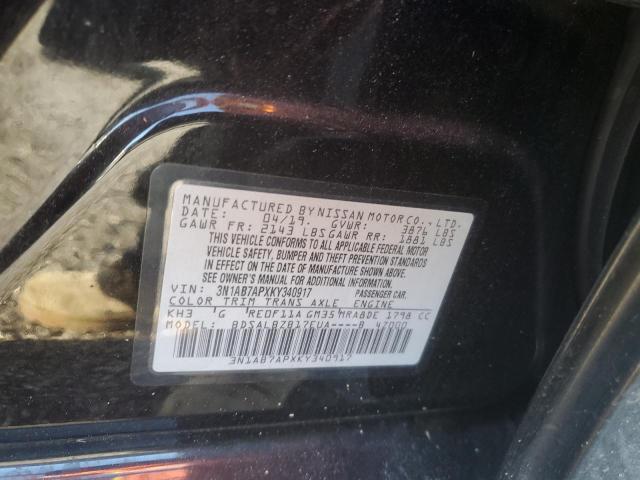 MANUFACTURED BY NISSAN MOTOR CO., LTD.
DATE: 04/19. GVWR: 3876 LBS
GAWR FR: 2143 LBS GAWR RR: 1881 LBS
THIS VEHICLE CONFORMS TO ALL APPLICABLE FEDERAL MOTOR
VEHICLE SAFETY, BUMPER AND THEFT PREVENTION STANDARDS
IN EFFECT ON THE DATE OF MANUFACTURE SHOWN ABOVE.
SEE OWNER'S MANUAL FOR ADDITIONAL INFORMATION
VIN: 3N1AB7APXKY340917 PASSENGER CAR.
COLOR TRIM TRANS AXLE ENGINE
KH3 G RE0F11A GM35 MRA8DE 1798 CC
BDSALBZB17EUA----B 47000
3N1AB7APXKY340917